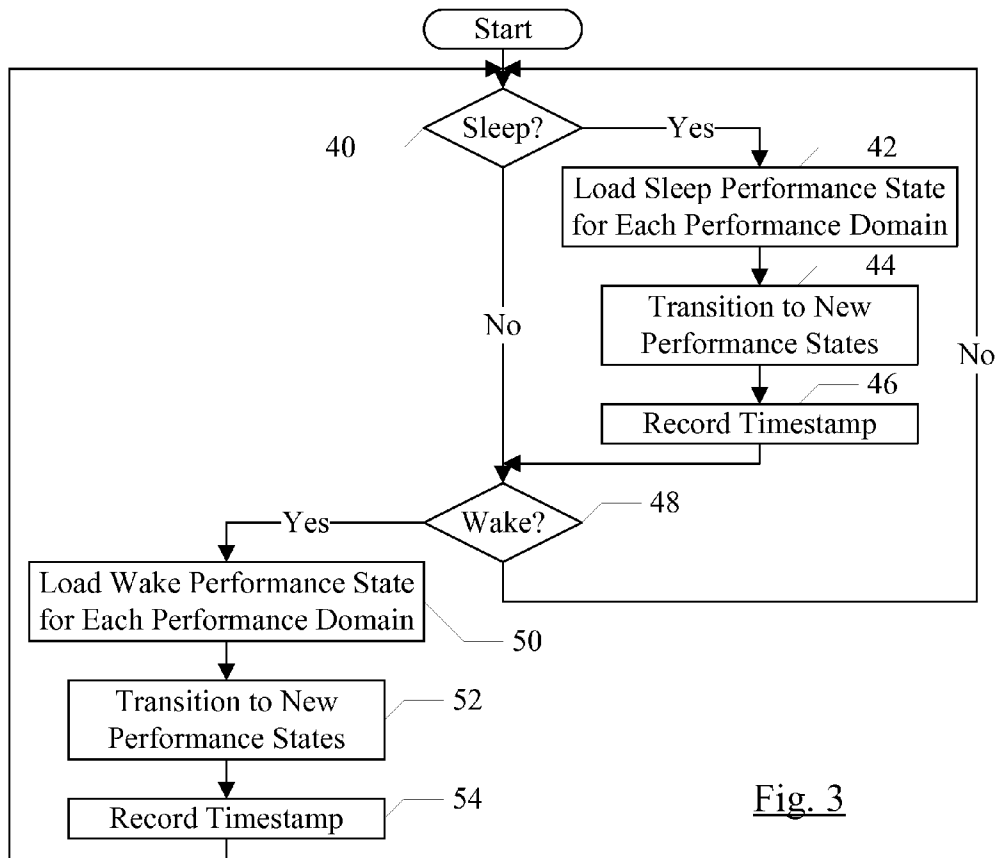 Start
Sleep?
40
Yes
42
Load Sleep Performance State
for Each Performance Domain
44
Transition to New
Performance States
No
No
46
Record Timestamp
Wake?
48
Yes
Load Wake Performance State
for Each Performance Domain
50
Transition to New
Performance States
52
Record Timestamp
54
Fig. 3